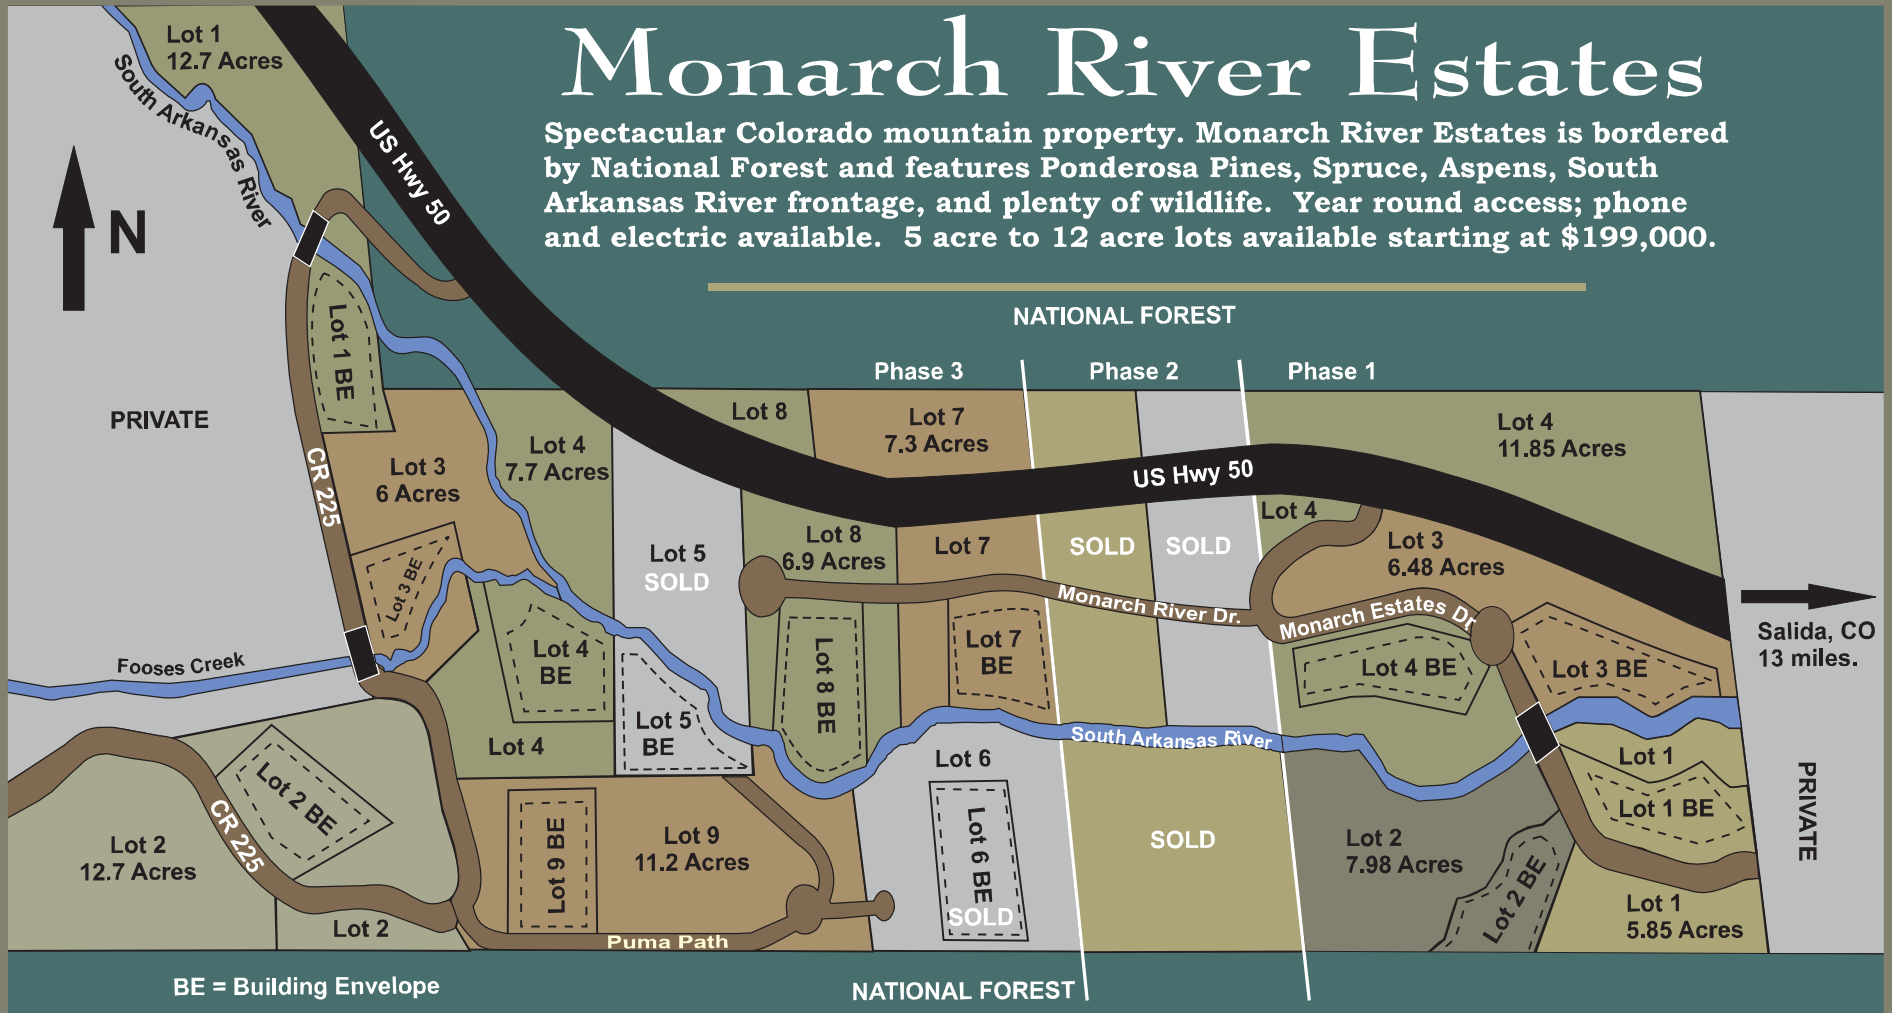 Monarch River Estates
Spectacular Colorado mountain property. Monarch River Estates is bordered
by National Forest and features Ponderosa Pines, Spruce, Aspens, South
Arkansas River frontage, and plenty of wildlife.  Year round access; phone
and electric available.  5 acre to 12 acre lots available starting at $199,000.
Lot 1
12.7 Acres
South Arkansas River
US Hwy 50
N
NATIONAL FOREST
Phase 3
Phase 2
Phase 1
Lot 1 BE
PRIVATE
CR 225
Lot 3
6 Acres
Lot 4
7.7 Acres
Lot 8
Lot 7
7.3 Acres
Lot 4
11.85 Acres
US Hwy 50
Lot 4
Lot 5
SOLD
Lot 8
6.9 Acres
Lot 7
SOLD
SOLD
Lot 3
6.48 Acres
Lot 3 BE
Monarch River Dr.
Monarch Estates Dr.
Salida, CO
13 miles.
Fooses Creek
Lot 4
BE
Lot 8 BE
Lot 7
BE
Lot 4 BE
Lot 3 BE
Lot 5
BE
Lot 4
South Arkansas River
Lot 6
Lot 1
Lot 2 BE
Lot 1 BE
PRIVATE
CR 225
Lot 2
12.7 Acres
Lot 9 BE
Lot 9
11.2 Acres
Lot 6 BE
SOLD
SOLD
Lot 2
7.98 Acres
Lot 2 BE
Lot 1
5.85 Acres
Lot 2
Puma Path
BE = Building Envelope
NATIONAL FOREST